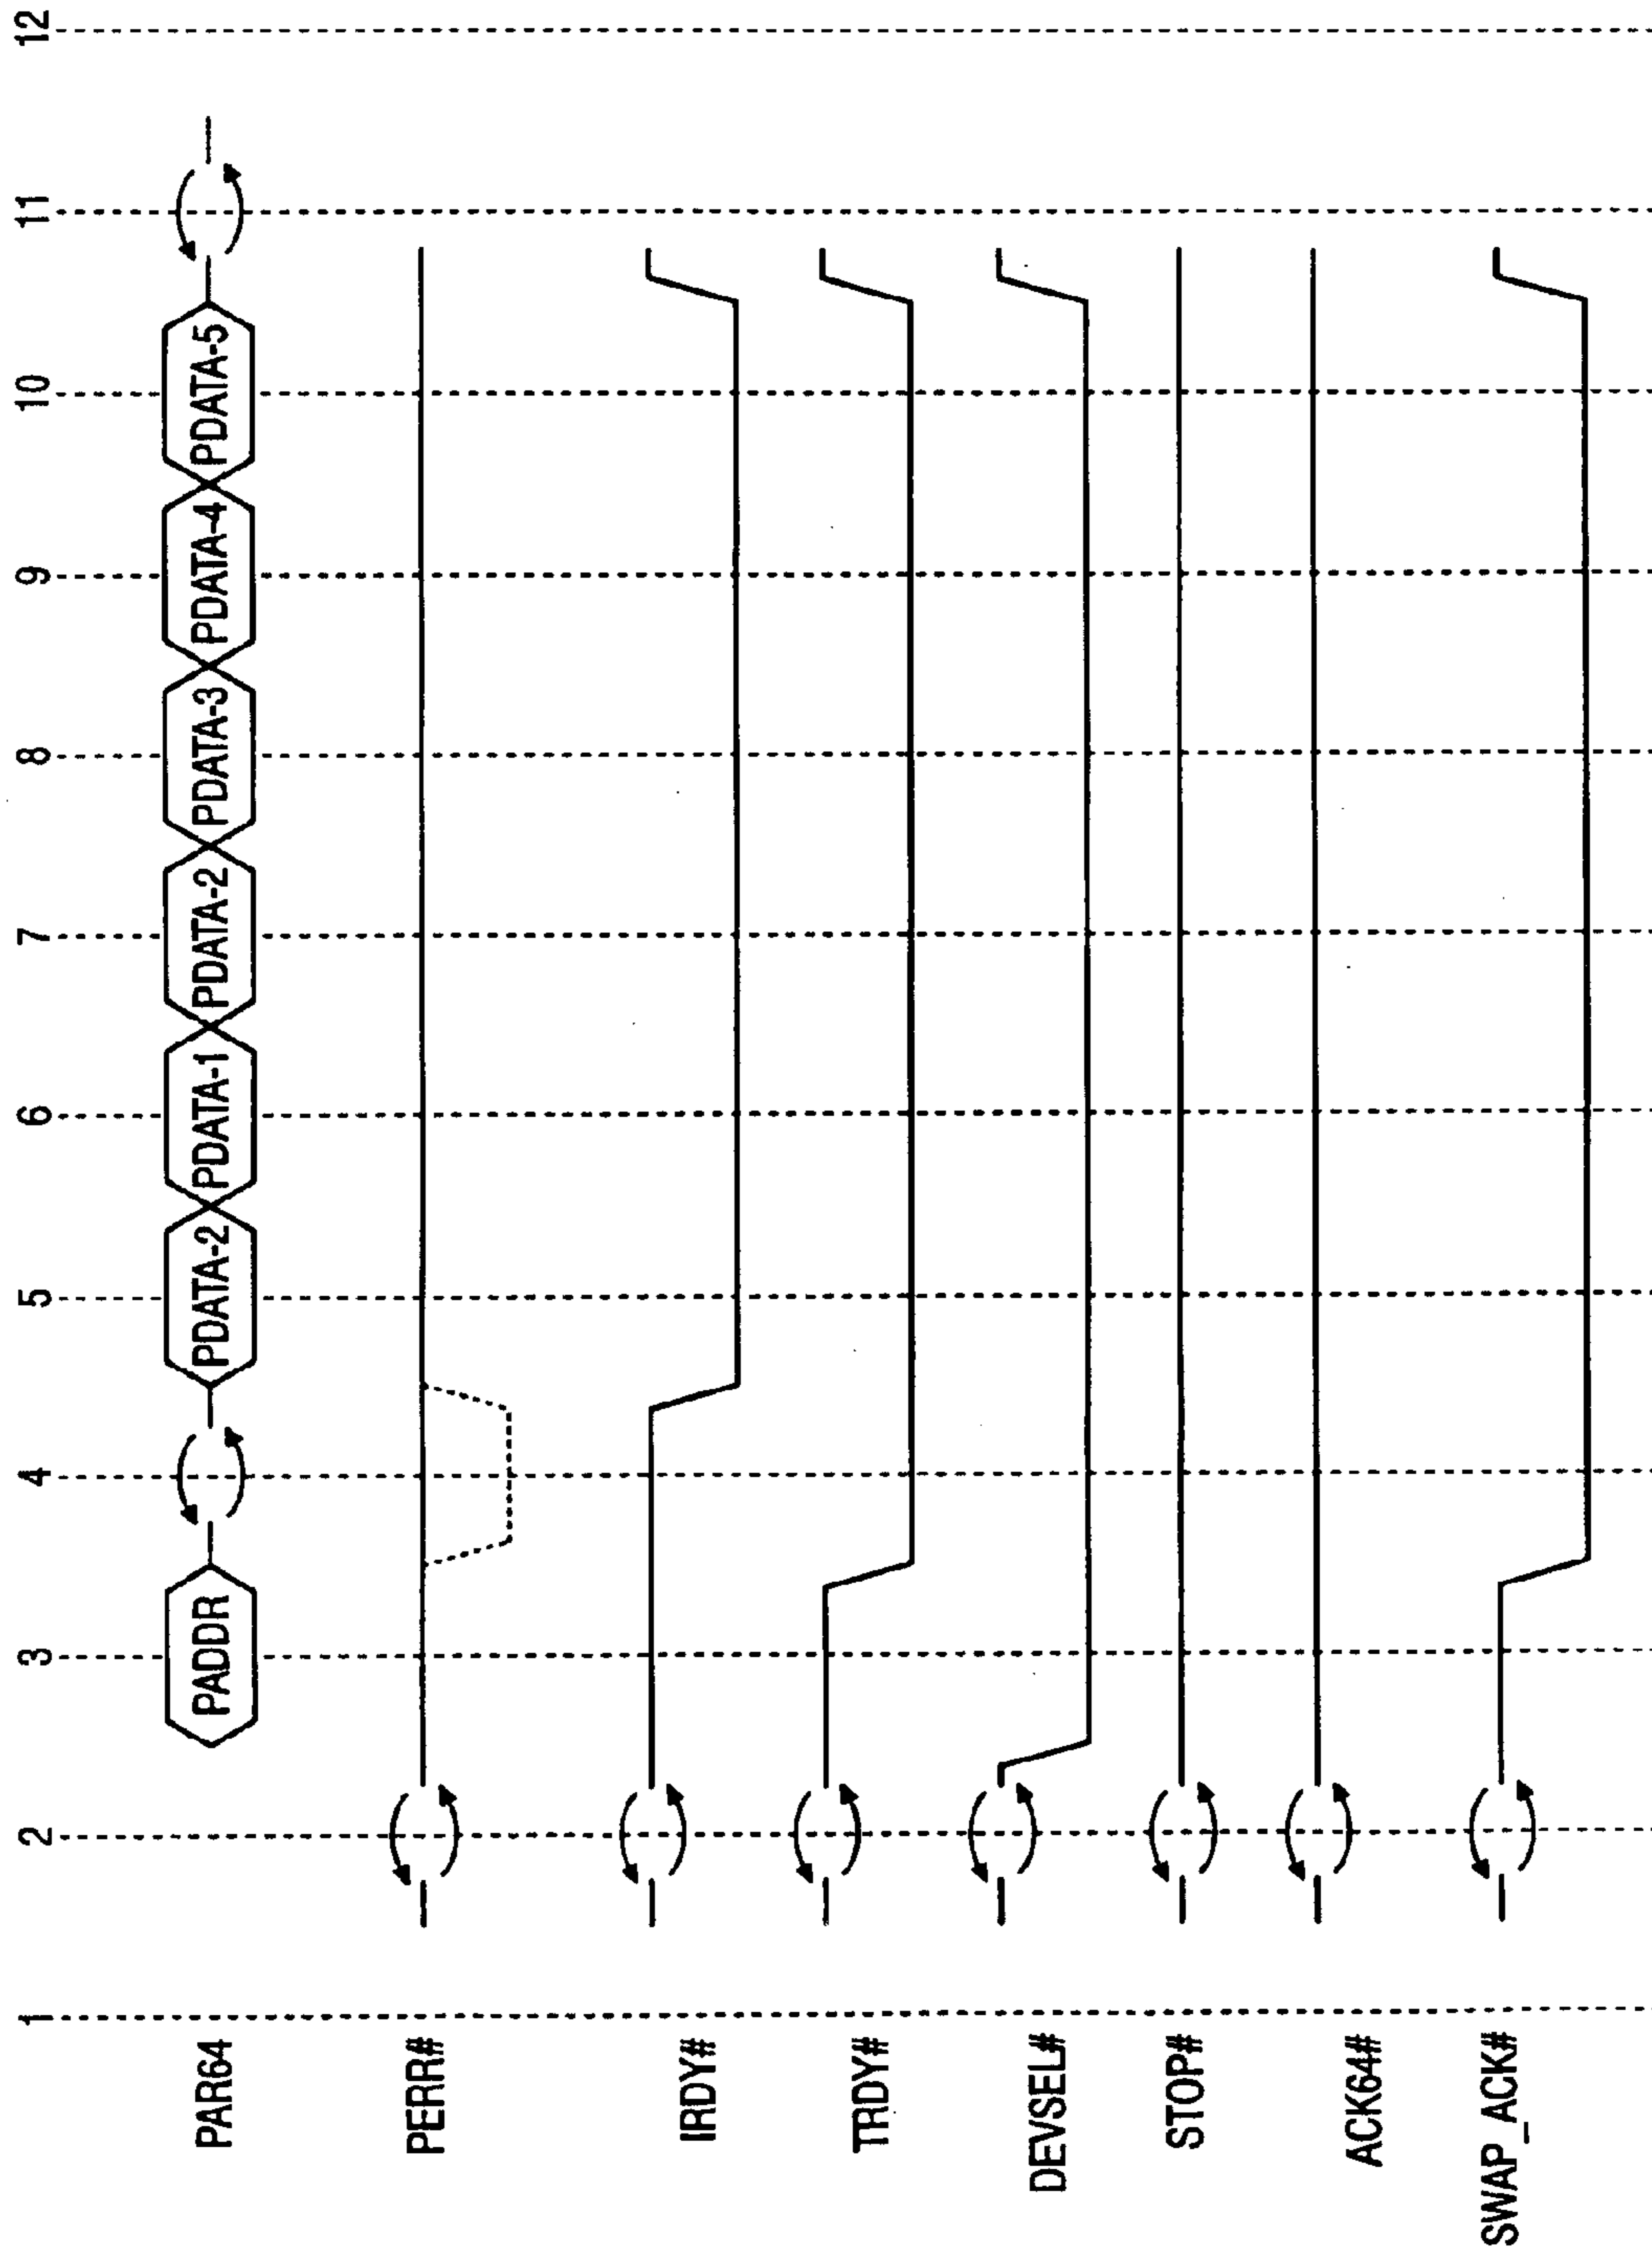 1 2 3 4 5 6 7 8 9 10 11 12
PAR64 PADDR PDATA-2 PDATA-1 PDATA-2 PDATA-3 PDATA-4 PDATA-5
PERR#
IRDY#
TRDY#
DEVSEL#
STOP#
ACK64#
SWAP_ACK#